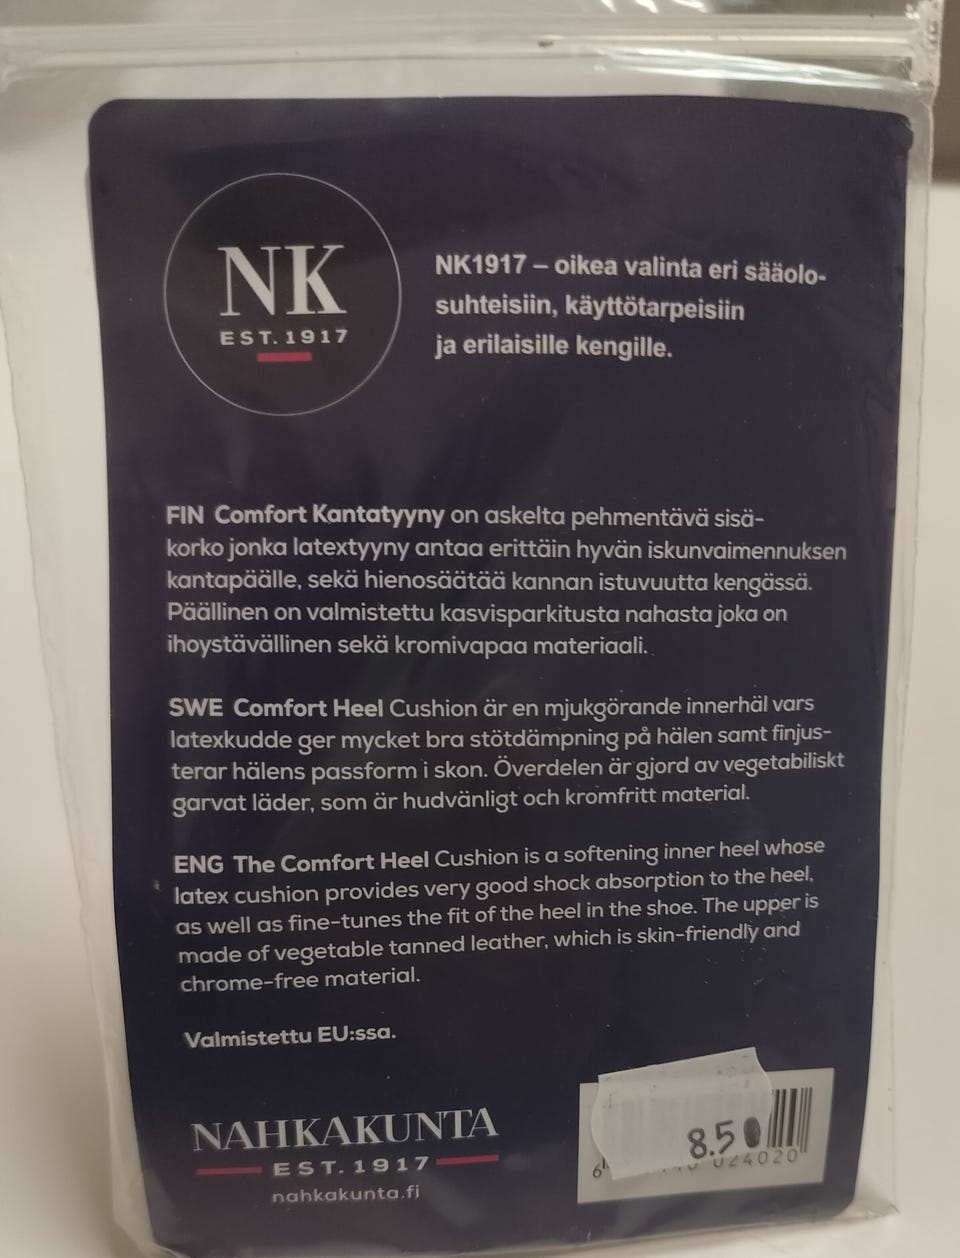 NK
EST. 1917
NK1917 – oikea valinta eri sääolo-
suhteisiin, käyttötarpeisiin
ja erilaisille kengille.
FIN Comfort Kantatyyny on askelta pehmentävä sisä-
korko jonka latextyyny antaa erittäin hyvän iskunvaimennuksen
kantapäälle, sekä hienosäätää kannan istuvuutta kengässä.
Päällinen on valmistettu kasvisparkitusta nahasta joka on
ihoystävällinen sekä kromivapaa materiaali.
SWE Comfort Heel Cushion är en mjukgörande innerhäl vars
latexkudde ger mycket bra stötdämpning på hälen samt finjus-
terar hälens passform i skon. Överdelen är gjord av vegetabiliskt
garvat läder, som är hudvänligt och kromfritt material.
ENG The Comfort Heel Cushion is a softening inner heel whose
latex cushion provides very good shock absorption to the heel,
as well as fine-tunes the fit of the heel in the shoe. The upper is
made of vegetable tanned leather, which is skin-friendly and
chrome-free material.
Valmistettu EU:ssa.
NAHKAKUNTA
EST. 1917
nahkakunta.fi
8.50
6 024020